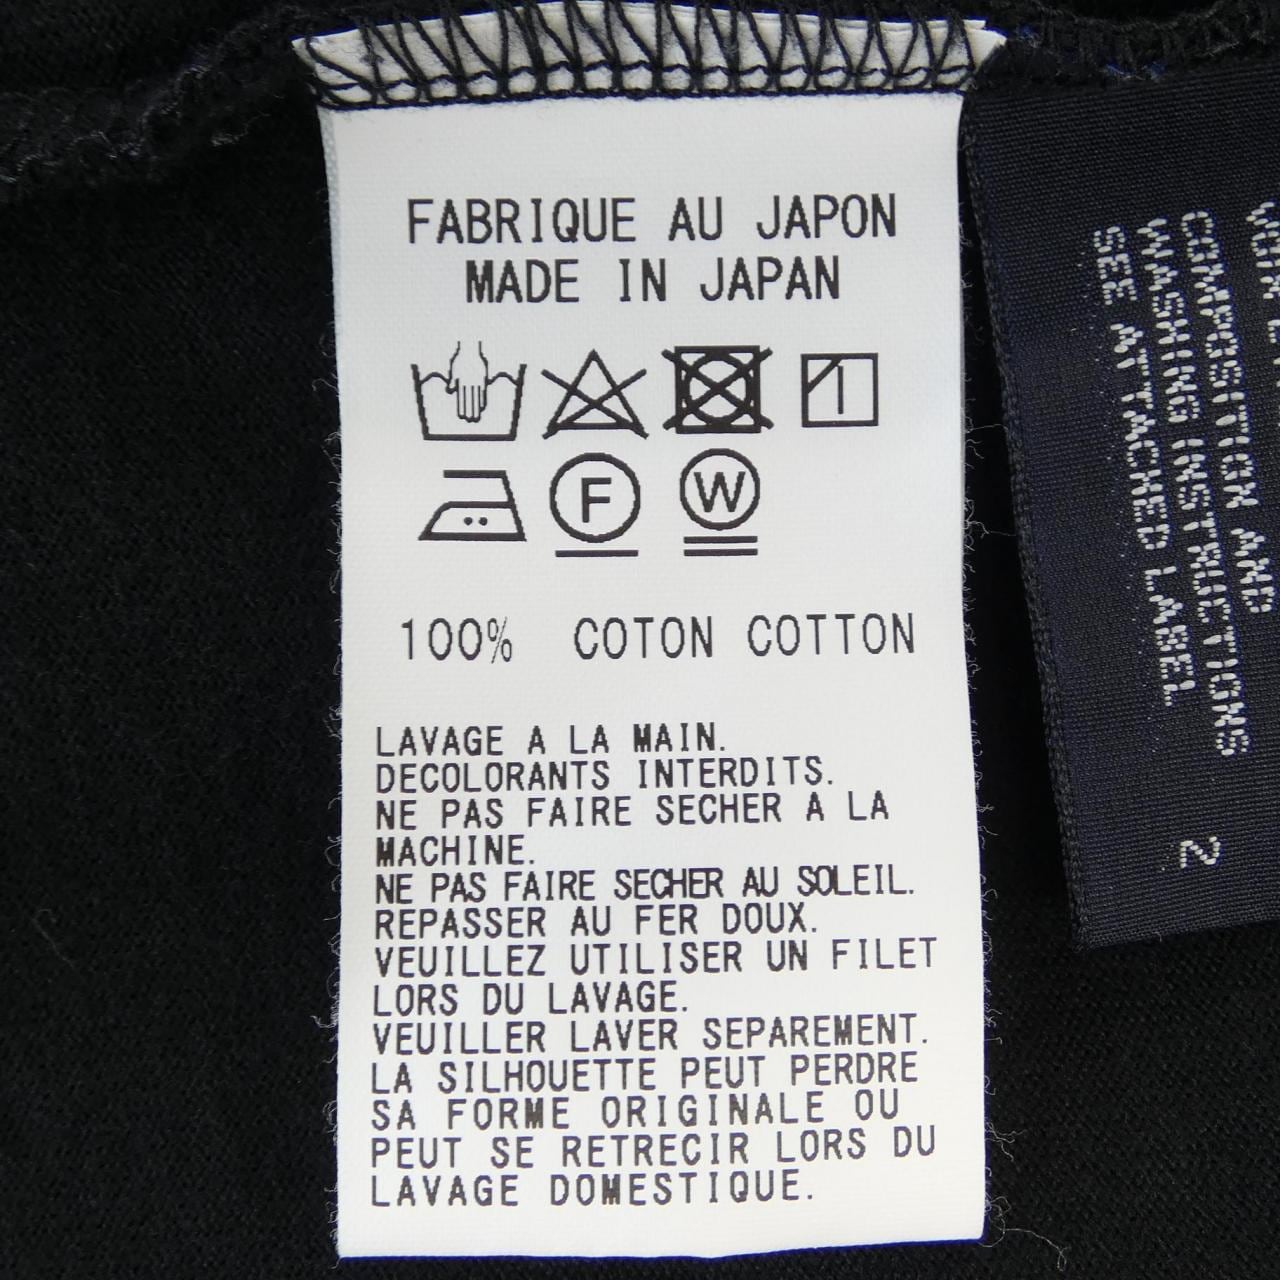 FABRIQUE AU JAPON
MADE IN JAPAN
F W
100% COTON COTTON
LAVAGE A LA MAIN.
DECOLORANTS INTERDITS.
NE PAS FAIRE SECHER A LA
MACHINE.
NE PAS FAIRE SECHER AU SOLEIL.
REPASSER AU FER DOUX.
VEUILLEZ UTILISER UN FILET
LORS DU LAVAGE.
VEUILLER LAVER SEPAREMENT.
LA SILHOUETTE PEUT PERDRE
SA FORME ORIGINALE OU
PEUT SE RETRECIR LORS DU
LAVAGE DOMESTIQUE.
COMPOSITION AND
WASHING INSTRUCTIONS
SEE ATTACHED LABEL
2